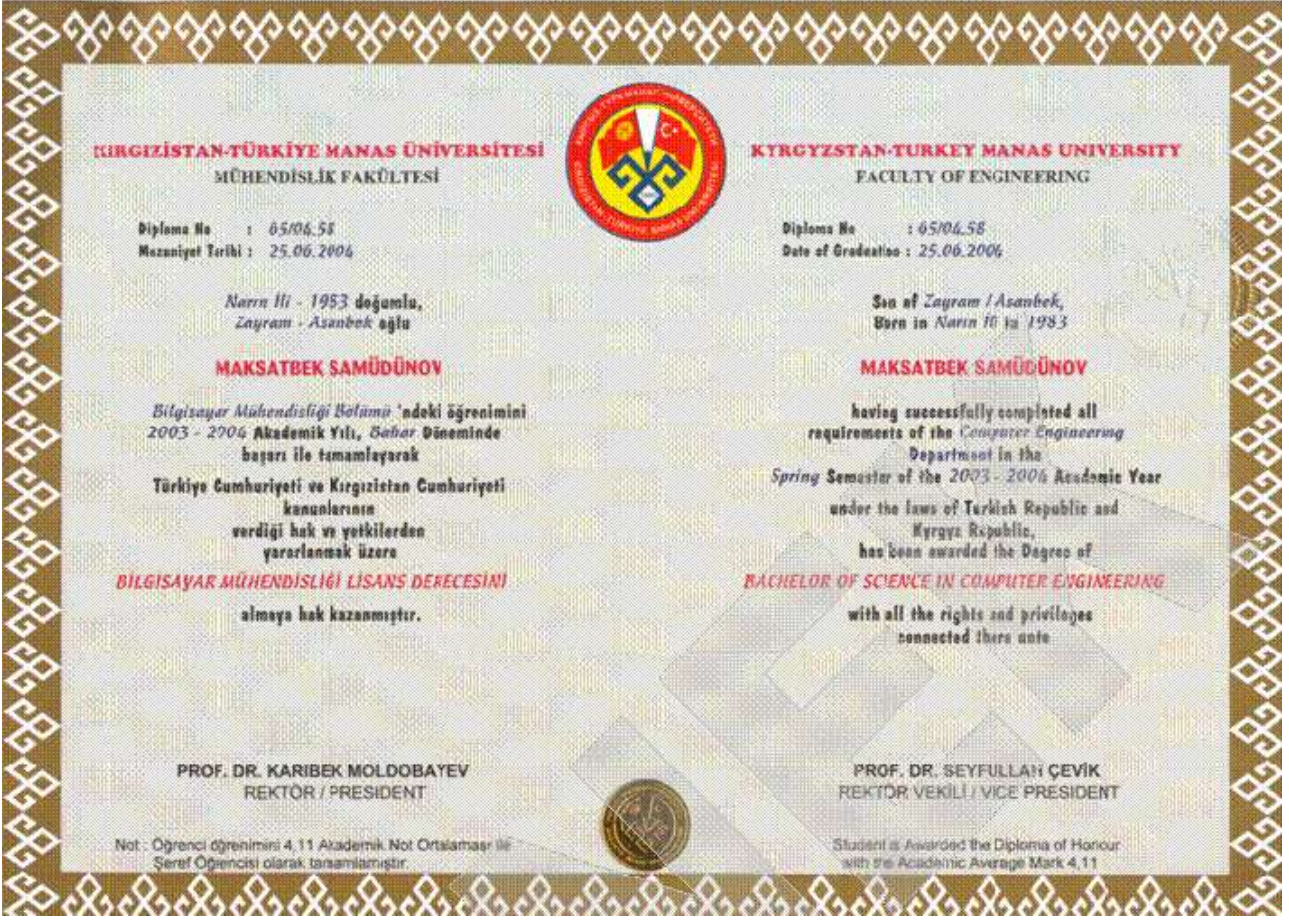 KIRGIZİSTAN-TÜRKİYE MANAS ÜNİVERSİTESİ
MÜHENDİSLİK FAKÜLTESİ
Diploma No : 05/04.58
Mezuniyet Tarihi : 25.06.2004
Narın İli - 1983 doğumlu,
Zayram - Asanbek oğlu
MAKSATBEK SAMÜDÜNOV
Bilgisayar Mühendisliği Bölümü 'ndeki öğrenimini
2003 - 2004 Akademik Yılı, Bahar Döneminde
başarı ile tamamlayarak
Türkiye Cumhuriyeti ve Kırgızistan Cumhuriyeti
kanunlarının
verdiği hak ve yetkilerden
yararlanmak üzere
BİLGİSAYAR MÜHENDİSLİĞİ LİSANS DERECESİNİ
almaya hak kazanmıştır.
PROF. DR. KARIBEK MOLDOBAYEV
REKTÖR / PRESIDENT
Not : Öğrenci öğrenimini 4,11 Akademik Not Ortalaması ile
Şeref Öğrencisi olarak tamamlamıştır.
KYRGYZSTAN-TURKEY MANAS UNIVERSITY
FACULTY OF ENGINEERING
Diploma No : 05/04.58
Date of Graduation : 25.06.2004
Son of Zayram / Asanbek,
Born in Narın İli in 1983
MAKSATBEK SAMÜDÜNOV
having successfully completed all
requirements of the Computer Engineering
Department in the
Spring Semester of the 2003 - 2004 Academic Year
under the laws of Turkish Republic and
Kyrgyz Republic,
has been awarded the Degree of
BACHELOR OF SCIENCE IN COMPUTER ENGINEERING
with all the rights and privileges
connected there unto
PROF. DR. SEYFULLAH ÇEVİK
REKTÖR VEKİLİ / VICE PRESIDENT
Student is Awarded the Diploma of Honour
with the Academic Average Mark 4,11